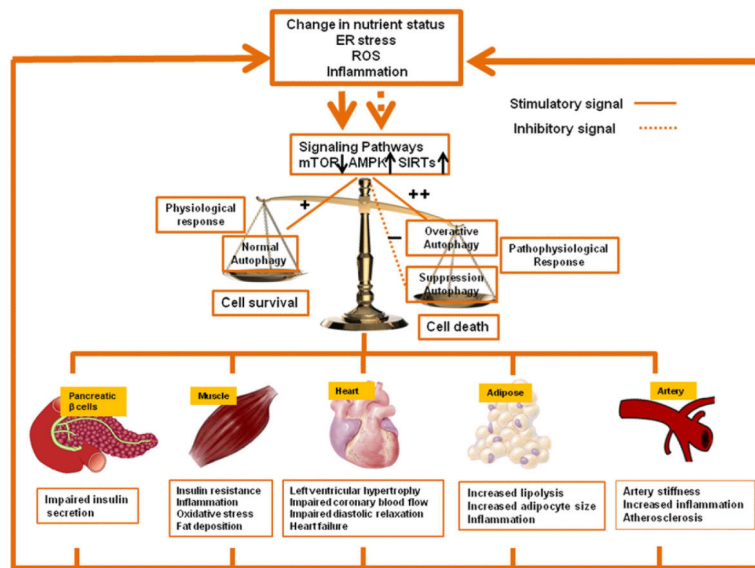 Change in nutrient status
ER stress
ROS
Inflammation
Stimulatory signal
Inhibitory signal
Signaling Pathways
mTOR↓AMPK↑SIRTs↑
+
++
–
Physiological
response
Normal
Autophagy
Cell survival
Overactive
Autophagy
Suppression
Autophagy
Pathophysiological
Response
Cell death
Pancreatic
β cells
Muscle
Heart
Adipose
Artery
Impaired insulin
secretion
Insulin resistance
Inflammation
Oxidative stress
Fat deposition
Left ventricular hypertrophy
Impaired coronary blood flow
Impaired diastolic relaxation
Heart failure
Increased lipolysis
Increased adipocyte size
Inflammation
Artery stiffness
Increased inflammation
Atherosclerosis